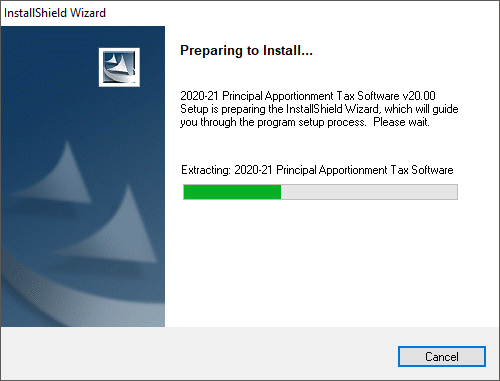 InstallShield Wizard
Preparing to Install...
2020-21 Principal Apportionment Tax Software v20.00
Setup is preparing the InstallShield Wizard, which will guide
you through the program setup process. Please wait.
Extracting: 2020-21 Principal Apportionment Tax Software
Cancel